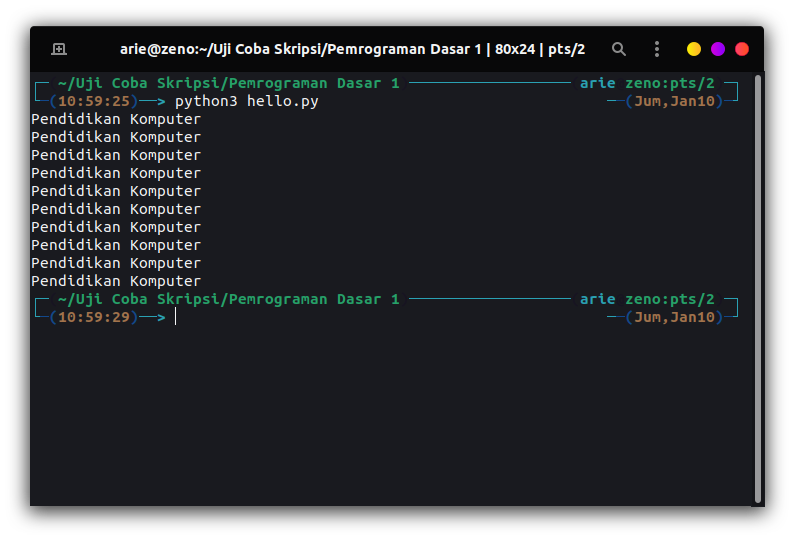 arie@zeno:~/Uji Coba Skripsi/Pemrograman Dasar 1 | 80x24 | pts/2
~/Uji Coba Skripsi/Pemrograman Dasar 1 arie zeno:pts/2
(10:59:25)──> python3 hello.py (Jum,Jan10)
Pendidikan Komputer
Pendidikan Komputer
Pendidikan Komputer
Pendidikan Komputer
Pendidikan Komputer
Pendidikan Komputer
Pendidikan Komputer
Pendidikan Komputer
Pendidikan Komputer
Pendidikan Komputer
~/Uji Coba Skripsi/Pemrograman Dasar 1 arie zeno:pts/2
(10:59:29)──> (Jum,Jan10)